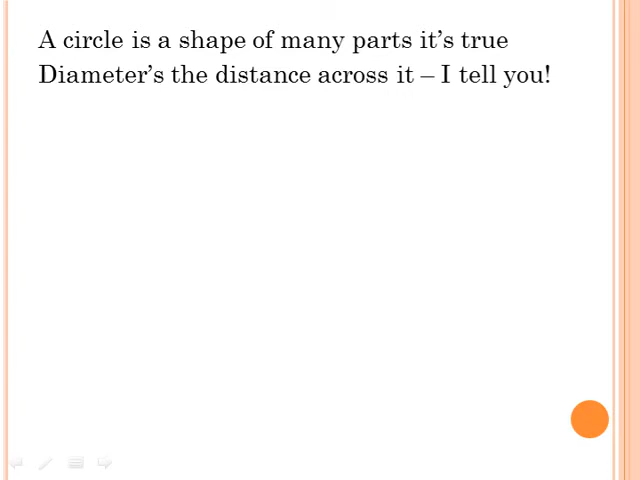 A circle is a shape of many parts it’s true
Diameter’s the distance across it – I tell you!